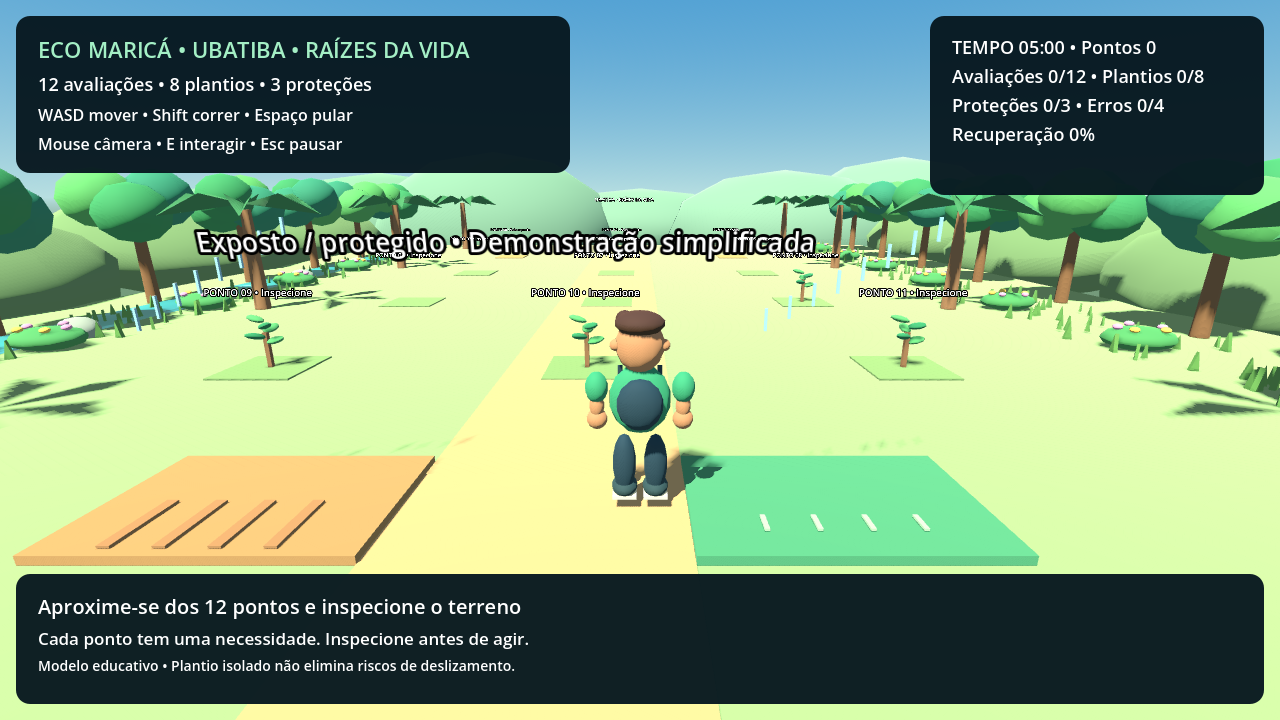 ECO MARICÁ • UBATIBA • RAÍZES DA VIDA
12 avaliações • 8 plantios • 3 proteções
WASD mover • Shift correr • Espaço pular
Mouse câmera • E interagir • Esc pausar
TEMPO 05:00 • Pontos 0
Avaliações 0/12 • Plantios 0/8
Proteções 0/3 • Erros 0/4
Recuperação 0%
Exposto / protegido • Demonstração simplificada
PONTO 09 • Inspecione
PONTO 10 • Inspecione
PONTO 11 • Inspecione
Aproxime-se dos 12 pontos e inspecione o terreno
Cada ponto tem uma necessidade. Inspecione antes de agir.
Modelo educativo • Plantio isolado não elimina riscos de deslizamento.